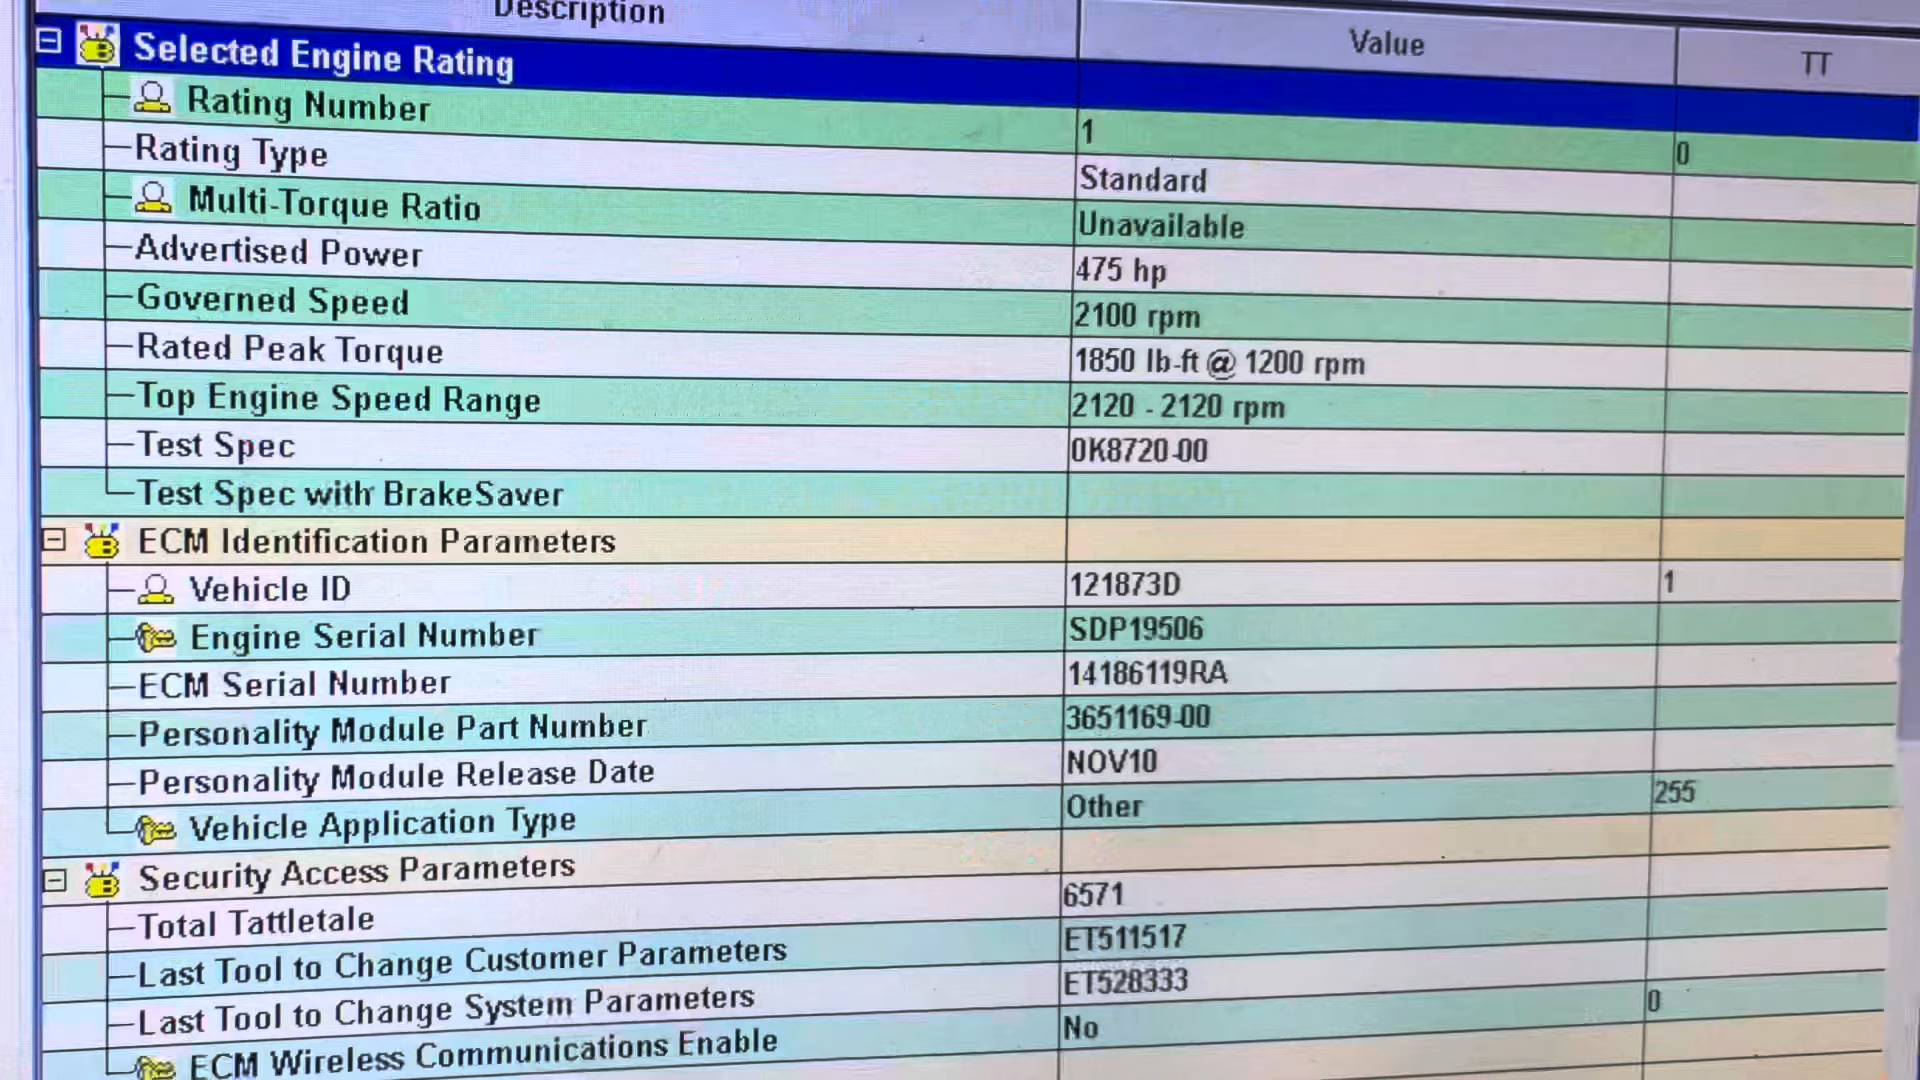 Description Value TT
Selected Engine Rating
Rating Number 1 0
Rating Type Standard
Multi-Torque Ratio Unavailable
Advertised Power 475 hp
Governed Speed 2100 rpm
Rated Peak Torque 1850 lb-ft @ 1200 rpm
Top Engine Speed Range 2120 - 2120 rpm
Test Spec 0K8720-00
Test Spec with BrakeSaver
ECM Identification Parameters
Vehicle ID 121873D 1
Engine Serial Number SDP19506
ECM Serial Number 14186119RA
Personality Module Part Number 3651169-00
Personality Module Release Date NOV10
Vehicle Application Type Other 255
Security Access Parameters
Total Tattletale 6571
Last Tool to Change Customer Parameters ET511517
Last Tool to Change System Parameters ET528333
ECM Wireless Communications Enable No 0